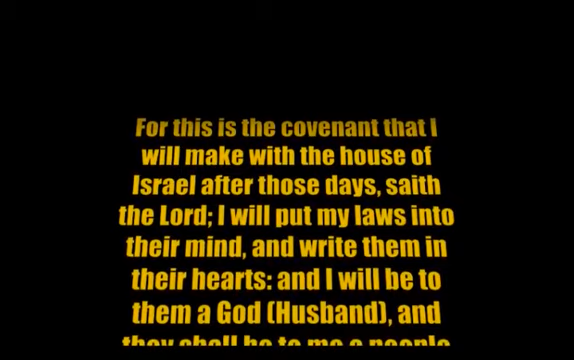 For this is the covenant that I
will make with the house of
Israel after those days, saith
the Lord; I will put my laws into
their mind, and write them in
their hearts: and I will be to
them a God (Husband), and
they shall be to me a people